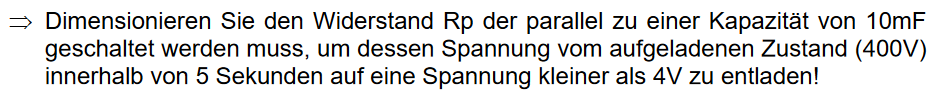 ⇒ Dimensionieren Sie den Widerstand Rp der parallel zu einer Kapazität von 10mF
geschaltet werden muss, um dessen Spannung vom aufgeladenen Zustand (400V)
innerhalb von 5 Sekunden auf eine Spannung kleiner als 4V zu entladen!